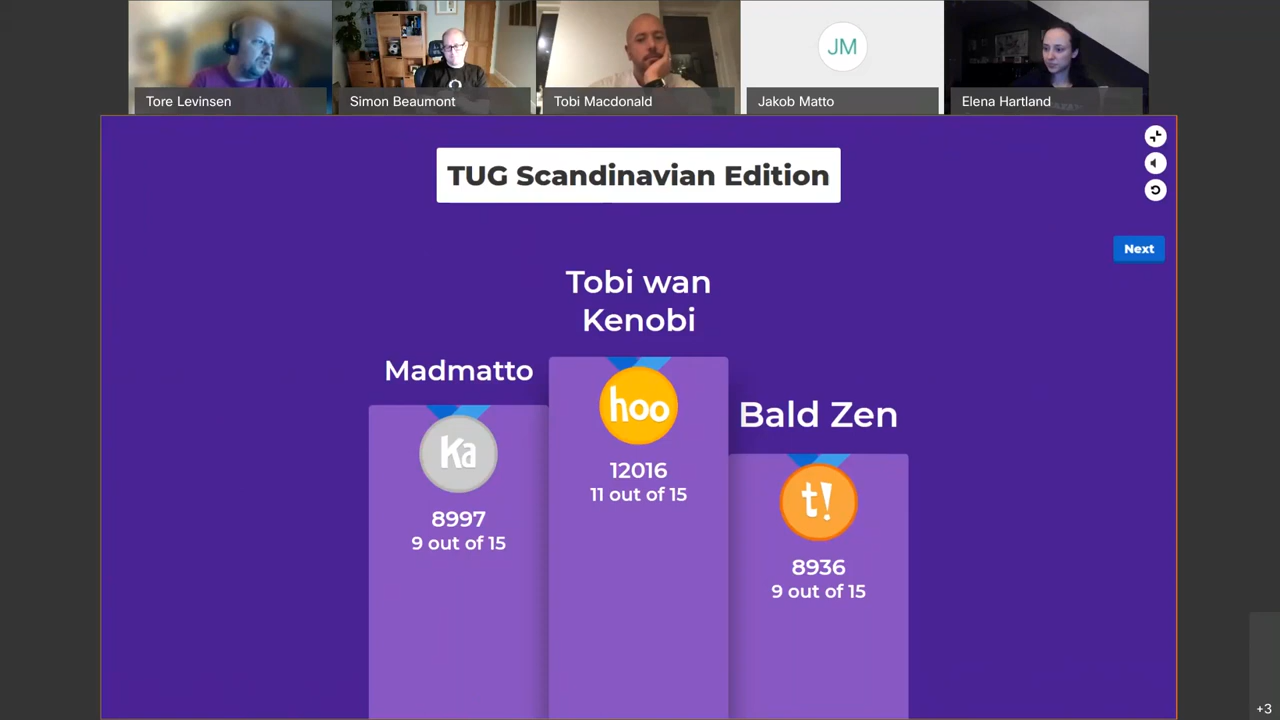 Tore Levinsen
Simon Beaumont
Tobi Macdonald
JM
Jakob Matto
Elena Hartland
TUG Scandinavian Edition
Next
Tobi wan
Kenobi
Madmatto
Bald Zen
hoo
Ka
t!
12016
11 out of 15
8997
9 out of 15
8936
9 out of 15
+3